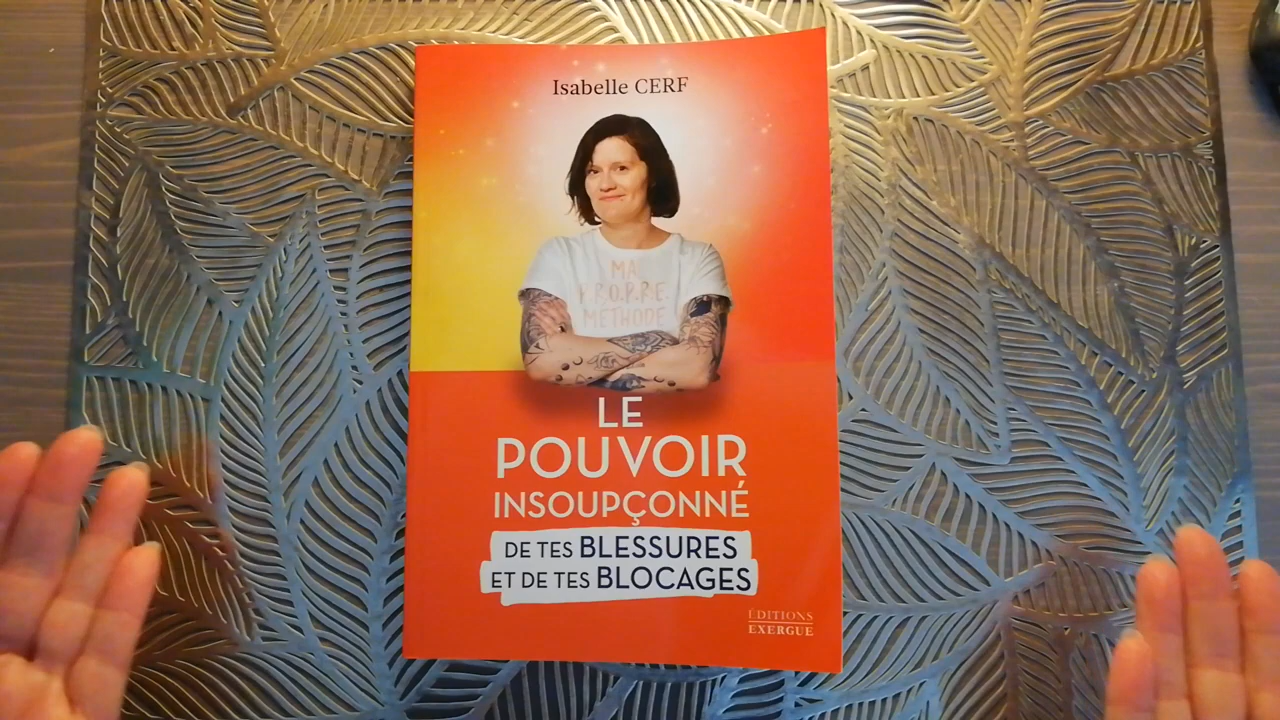 Isabelle CERF
MA
P.R.O.P.R.E.
MÉTHODE
LE
POUVOIR
INSOUPÇONNÉ
DE TES BLESSURES
ET DE TES BLOCAGES
ÉDITIONS
EXERGUE